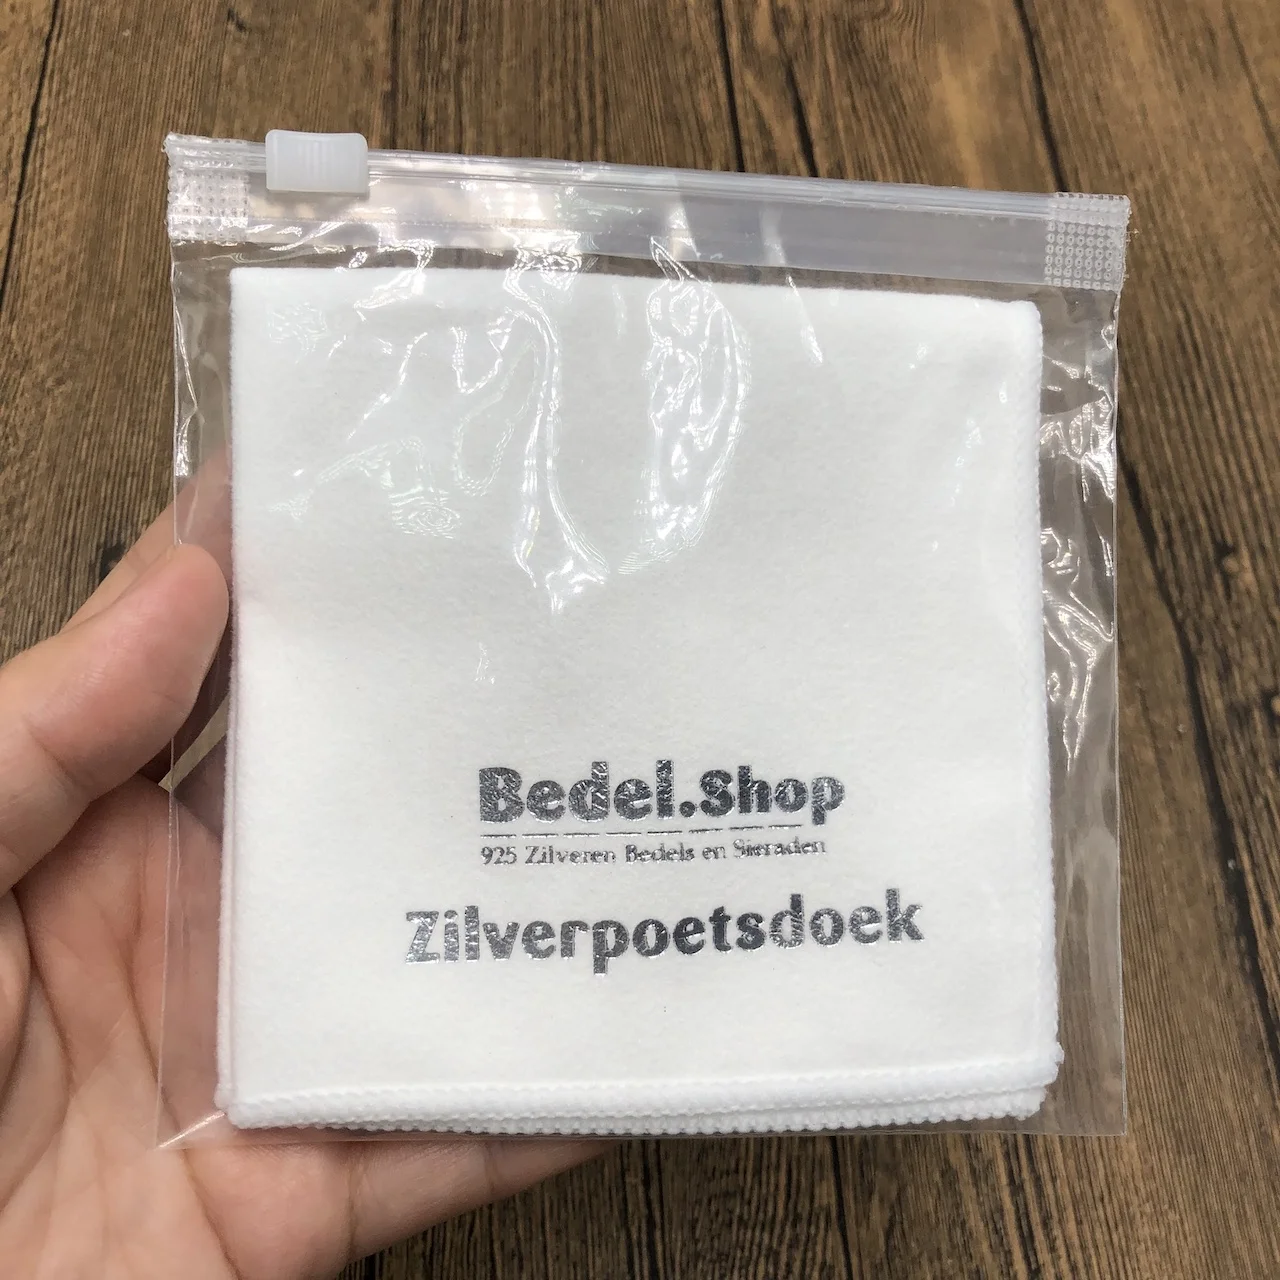 Bedel.Shop
925 Zilveren Bedels en Sieraden
Zilverpoetsdoek